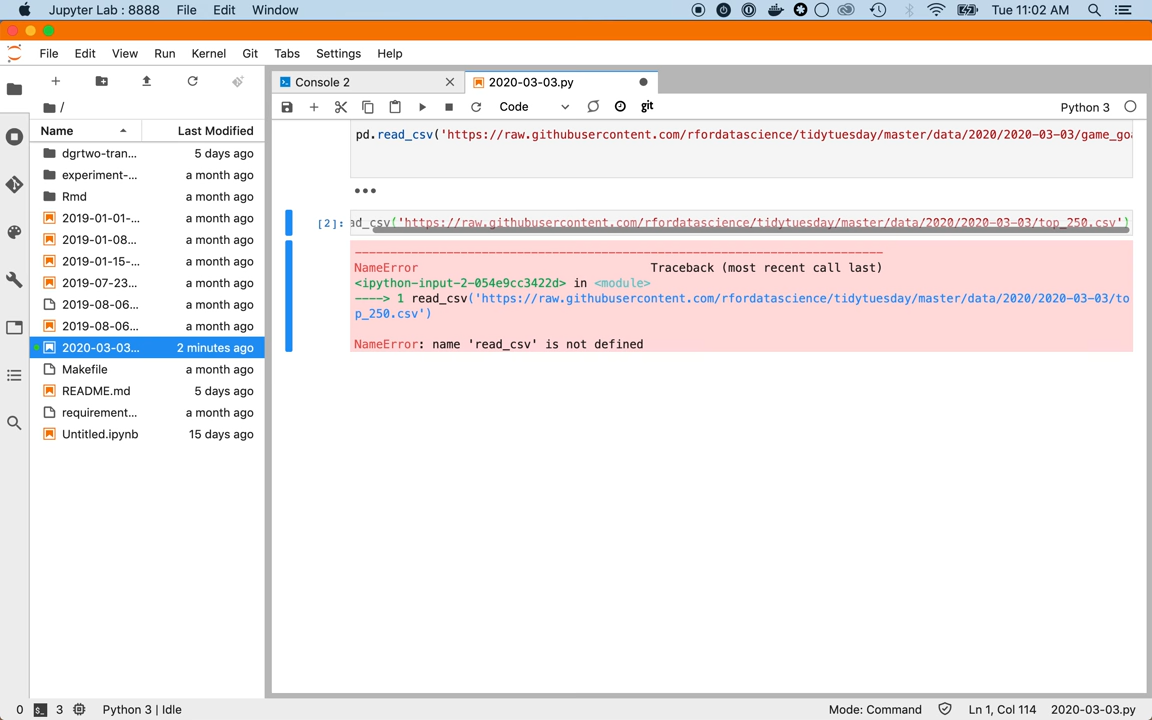 Jupyter Lab : 8888 File Edit Window Tue 11:02 AM
File Edit View Run Kernel Git Tabs Settings Help
Console 2 2020-03-03.py
Code git Python 3
/
Name Last Modified
dgrtwo-tran... 5 days ago
experiment-... a month ago
Rmd a month ago
2019-01-01-... a month ago
2019-01-08... a month ago
2019-01-15-... a month ago
2019-07-23... a month ago
2019-08-06... a month ago
2019-08-06... a month ago
2020-03-03... 2 minutes ago
Makefile a month ago
README.md 5 days ago
requirement... a month ago
Untitled.ipynb 15 days ago
pd.read_csv('https://raw.githubusercontent.com/rfordatascience/tidytuesday/master/data/2020/2020-03-03/game_goa
•••
[2]: ad_csv('https://raw.githubusercontent.com/rfordatascience/tidytuesday/master/data/2020/2020-03-03/top_250.csv')
---------------------------------------------------------------------------
NameError Traceback (most recent call last)
<ipython-input-2-054e9cc3422d> in <module>
----> 1 read_csv('https://raw.githubusercontent.com/rfordatascience/tidytuesday/master/data/2020/2020-03-03/to
p_250.csv')
NameError: name 'read_csv' is not defined
0 $_ 3 Python 3 | Idle Mode: Command Ln 1, Col 114 2020-03-03.py